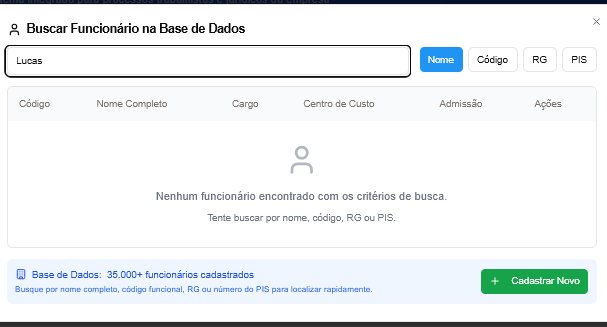 Buscar Funcionário na Base de Dados
Lucas
Nome Código RG PIS
Código Nome Completo Cargo Centro de Custo Admissão Ações
Nenhum funcionário encontrado com os critérios de busca.
Tente buscar por nome, código, RG ou PIS.
Base de Dados: 35.000+ funcionários cadastrados
Busque por nome completo, código funcional, RG ou número do PIS para localizar rapidamente.
+ Cadastrar Novo